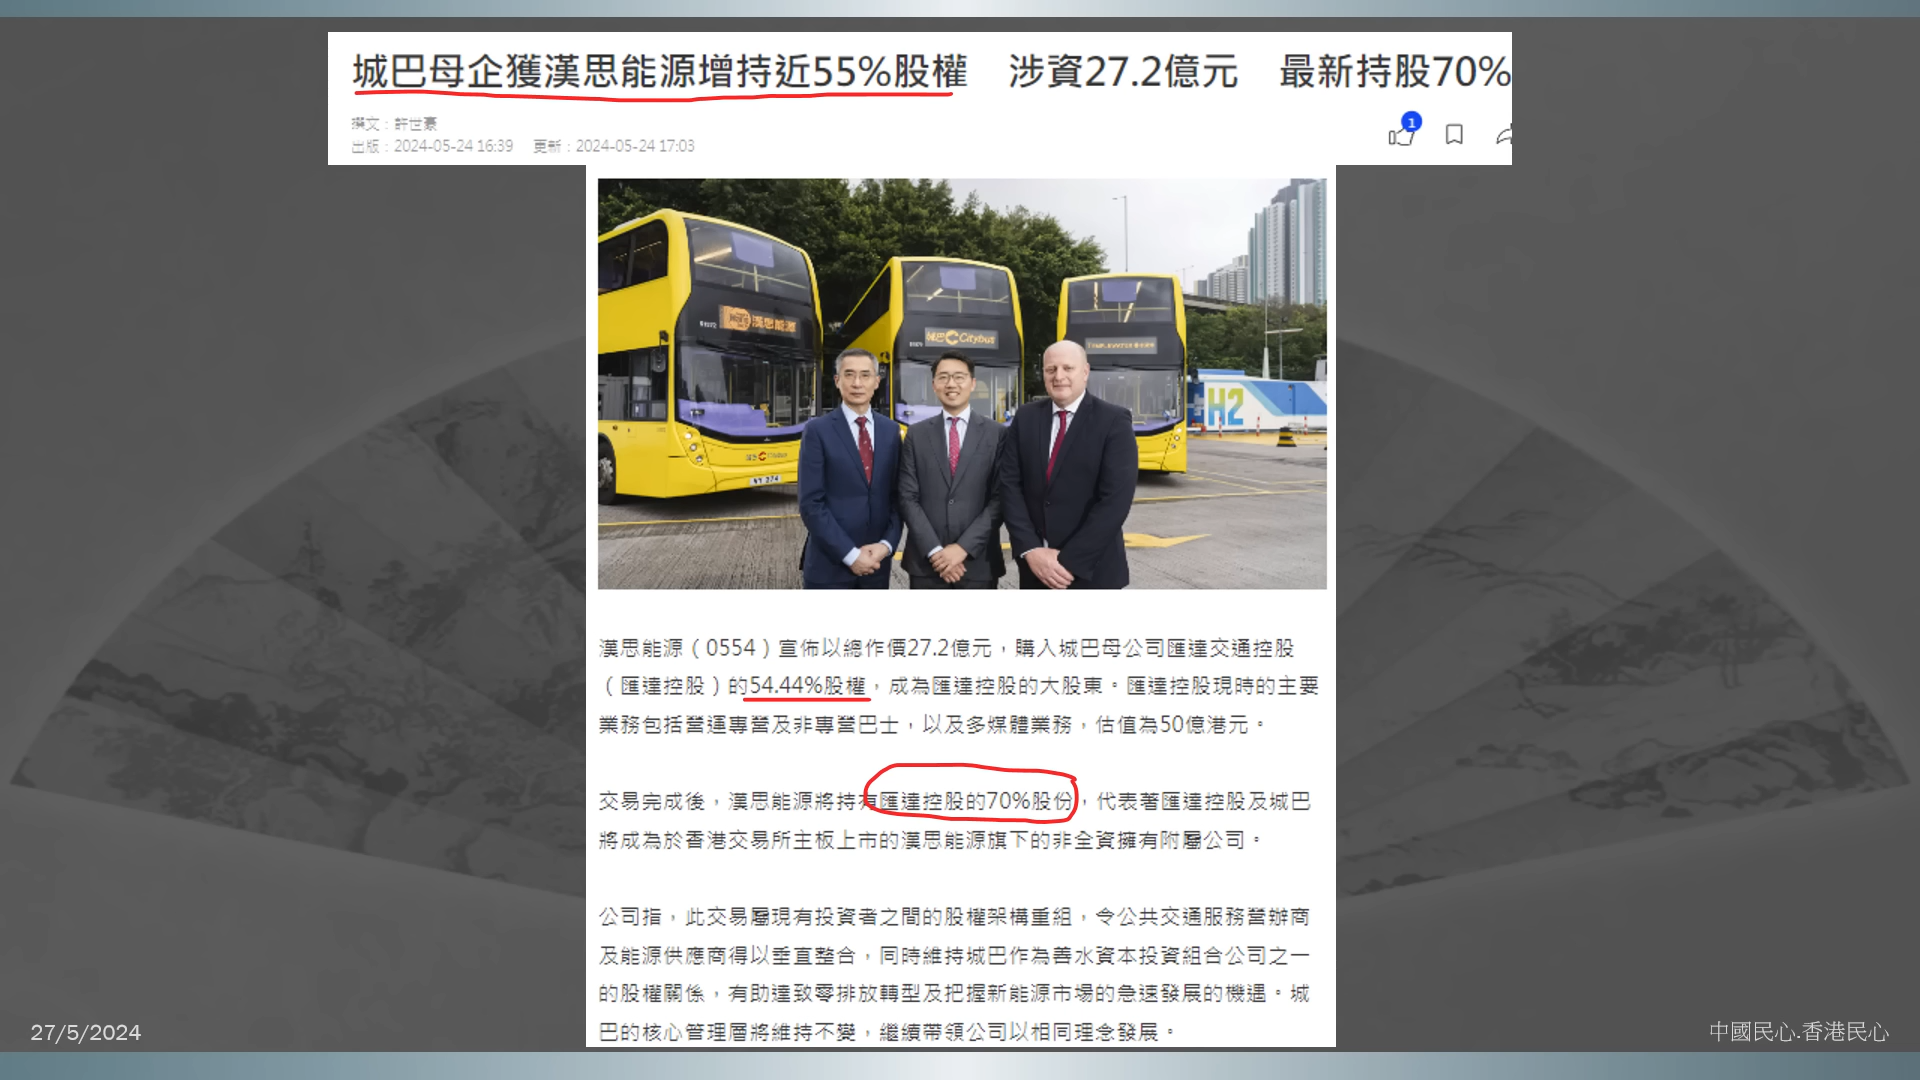 城巴母企獲漢思能源增持近55%股權　涉資27.2億元　最新持股70%
撰文：許世豪
出版：2024-05-24 16:39　更新：2024-05-24 17:03
1
漢思能源
城巴 Citybus
城巴 Citybus
H2
漢思能源（0554）宣佈以總作價27.2億元，購入城巴母公司匯達交通控股
（匯達控股）的54.44%股權，成為匯達控股的大股東。匯達控股現時的主要
業務包括營運專營及非專營巴士，以及多媒體業務，估值為50億港元。
交易完成後，漢思能源將持有匯達控股的70%股份，代表著匯達控股及城巴
將成為於香港交易所主板上市的漢思能源旗下的非全資擁有附屬公司。
公司指，此交易屬現有投資者之間的股權架構重組，令公共交通服務營辦商
及能源供應商得以垂直整合，同時維持城巴作為善水資本投資組合公司之一
的股權關係，有助達致零排放轉型及把握新能源市場的急速發展的機遇。城
巴的核心管理層將維持不變，繼續帶領公司以相同理念發展。
27/5/2024
中國民心.香港民心